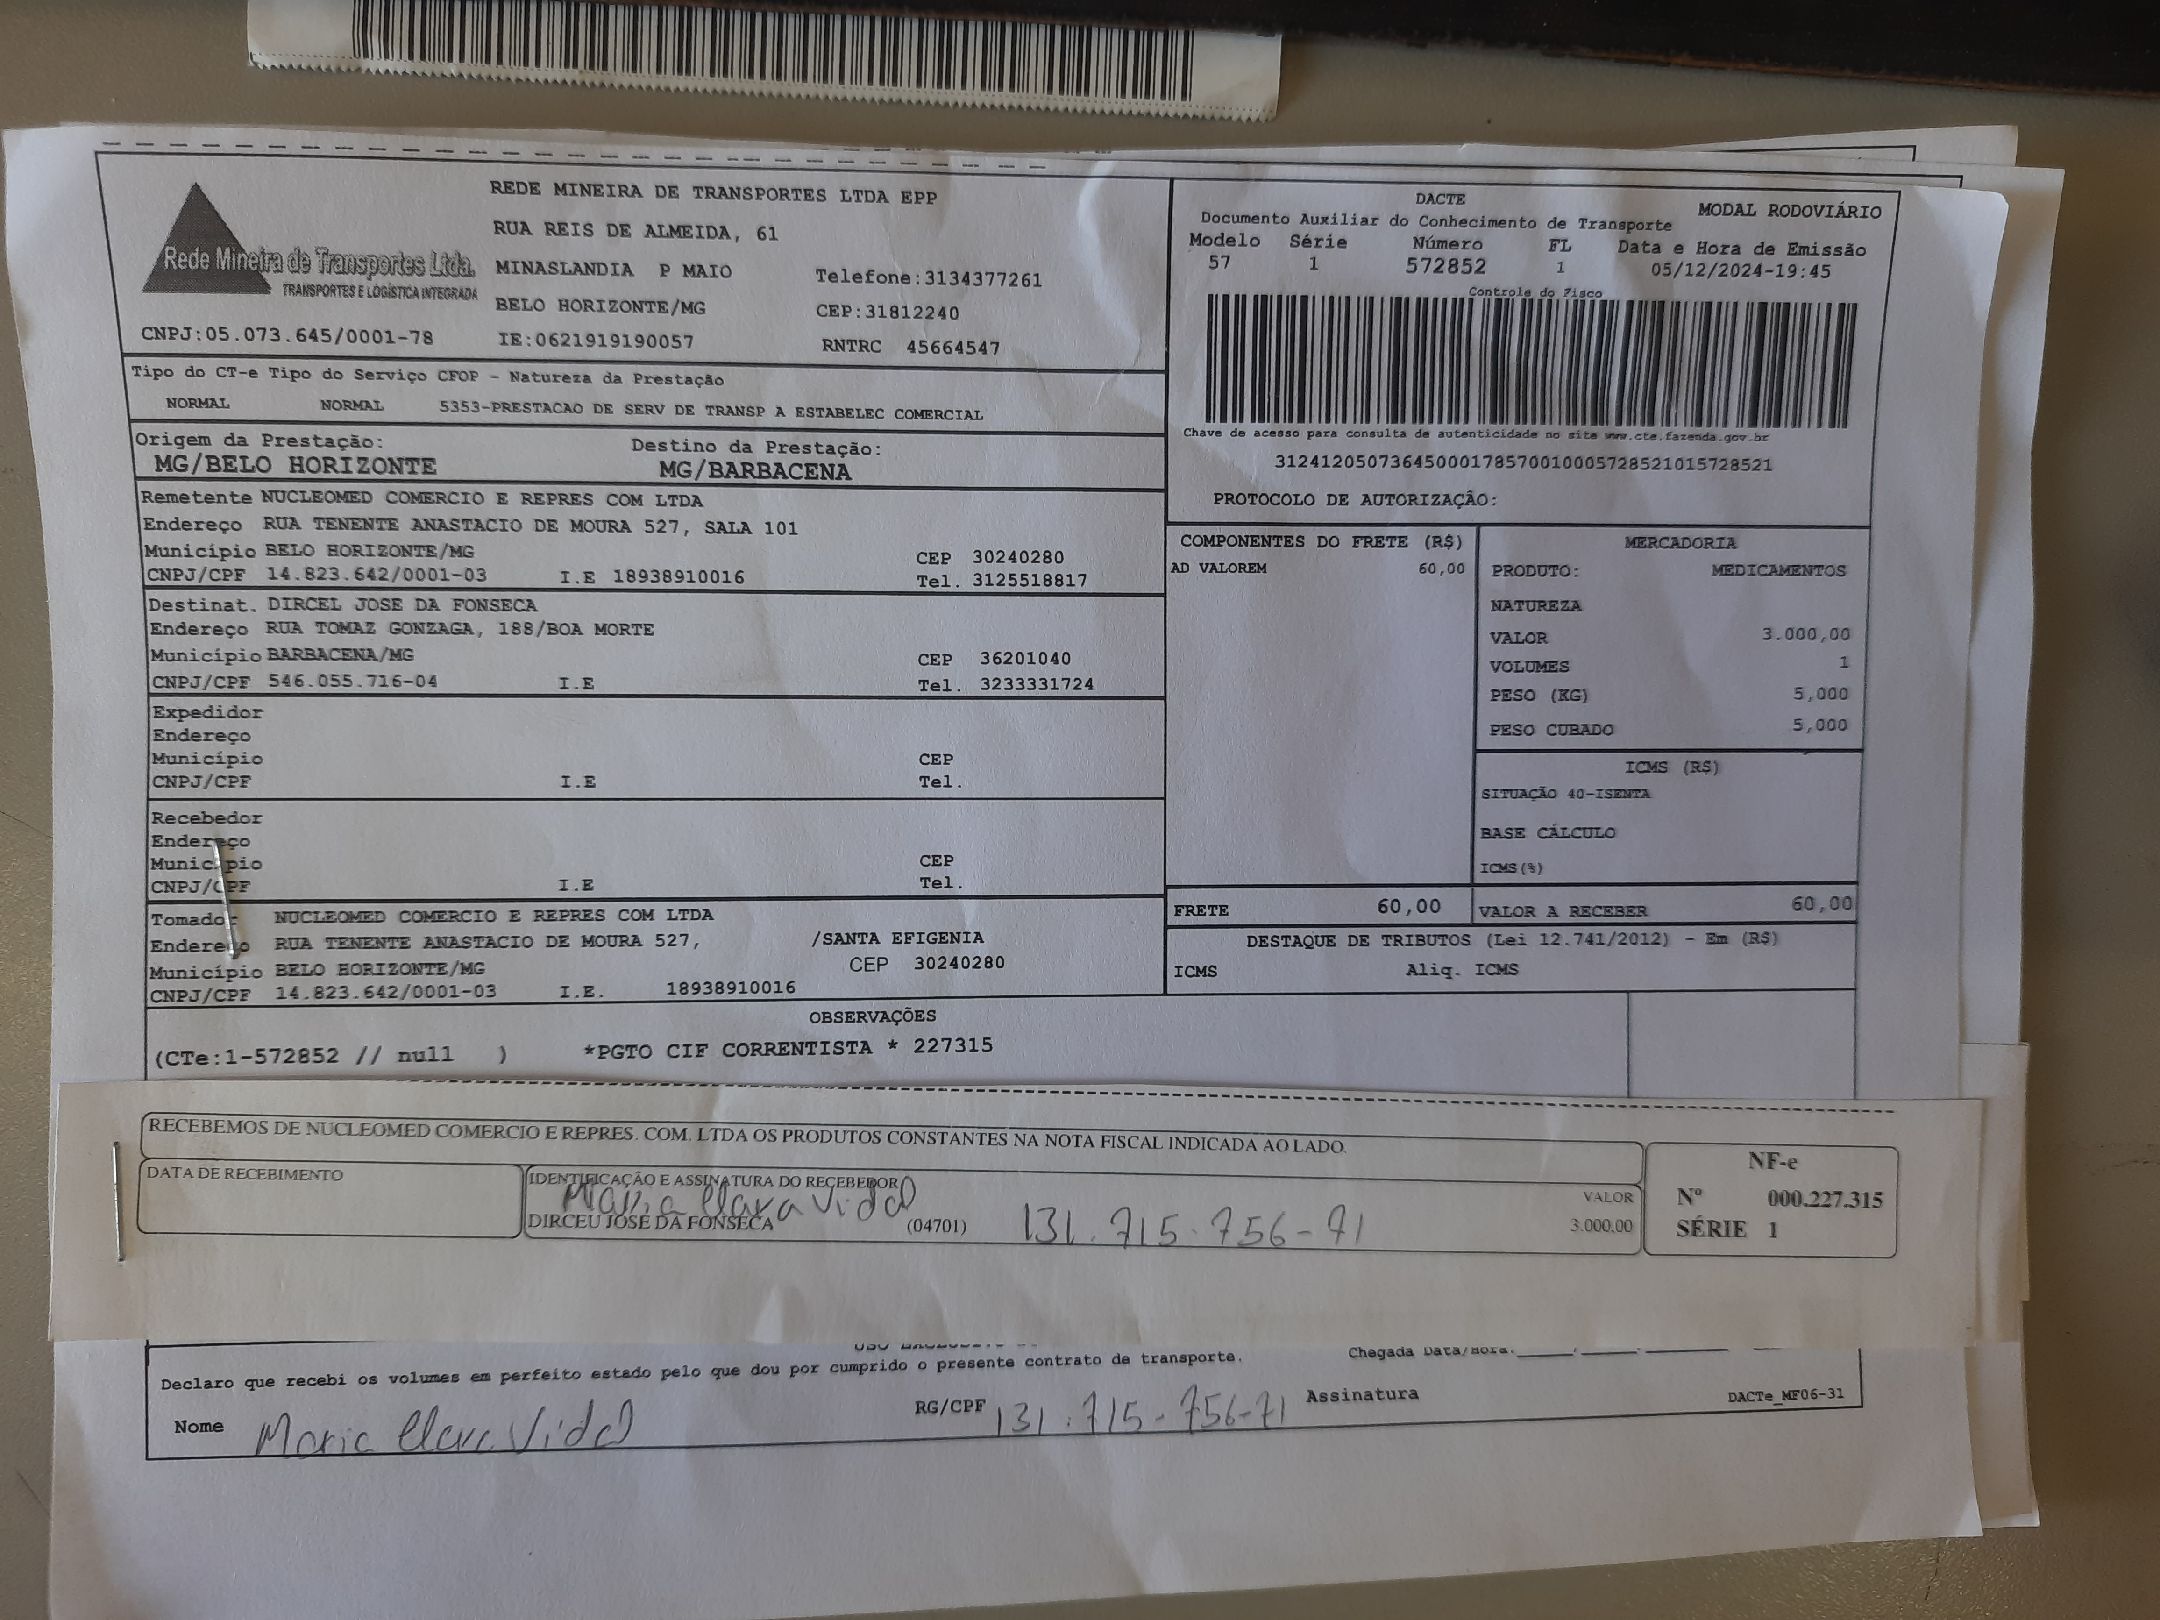 REDE MINEIRA DE TRANSPORTES LTDA EPP
RUA REIS DE ALMEIDA, 61
MINASLANDIA P MAIO Telefone:3134377261
BELO HORIZONTE/MG CEP:31812240
Rede Mineira de Transportes Ltda.
TRANSPORTES E LOGÍSTICA INTEGRADA
CNPJ:05.073.645/0001-78 IE:0621919190057 RNTRC 45664547
DACTE
Documento Auxiliar do Conhecimento de Transporte MODAL RODOVIÁRIO
Modelo Série Número FL Data e Hora de Emissão
57 1 572852 1 05/12/2024-19:45
Controle do Fisco
Chave de acesso para consulta de autenticidade no site www.cte.fazenda.gov.br
31241205073645000178570010005728521015728521
PROTOCOLO DE AUTORIZAÇÃO:
Tipo do CT-e Tipo do Serviço CFOP - Natureza da Prestação
NORMAL NORMAL 5353-PRESTACAO DE SERV DE TRANSP A ESTABELEC COMERCIAL
Origem da Prestação: Destino da Prestação:
MG/BELO HORIZONTE MG/BARBACENA
Remetente NUCLEOMED COMERCIO E REPRES COM LTDA
Endereço RUA TENENTE ANASTACIO DE MOURA 527, SALA 101
Município BELO HORIZONTE/MG CEP 30240280
CNPJ/CPF 14.823.642/0001-03 I.E 18938910016 Tel. 3125518817
Destinat. DIRCEL JOSE DA FONSECA
Endereço RUA TOMAZ GONZAGA, 188/BOA MORTE
Município BARBACENA/MG CEP 36201040
CNPJ/CPF 546.055.716-04 I.E Tel. 3233331724
Expedidor
Endereço
Município CEP
CNPJ/CPF I.E Tel.
Recebedor
Endereço
Município CEP
CNPJ/CPF I.E Tel.
Tomador NUCLEOMED COMERCIO E REPRES COM LTDA
Endereço RUA TENENTE ANASTACIO DE MOURA 527, /SANTA EFIGENIA
Município BELO HORIZONTE/MG CEP 30240280
CNPJ/CPF 14.823.642/0001-03 I.E. 18938910016
COMPONENTES DO FRETE (R$)
AD VALOREM 60,00
MERCADORIA
PRODUTO: MEDICAMENTOS
NATUREZA
VALOR 3.000,00
VOLUMES 1
PESO (KG) 5,000
PESO CUBADO 5,000
ICMS (R$)
SITUAÇÃO 40-ISENTA
BASE CÁLCULO
ICMS(%)
FRETE 60,00 VALOR A RECEBER 60,00
DESTAQUE DE TRIBUTOS (Lei 12.741/2012) - Em (R$)
ICMS Aliq. ICMS
OBSERVAÇÕES
(CTe:1-572852 // null ) *PGTO CIF CORRENTISTA * 227315
RECEBEMOS DE NUCLEOMED COMERCIO E REPRES. COM. LTDA OS PRODUTOS CONSTANTES NA NOTA FISCAL INDICADA AO LADO.
DATA DE RECEBIMENTO IDENTIFICAÇÃO E ASSINATURA DO RECEBEDOR
Maria Clara Vidal VALOR
DIRCEU JOSE DA FONSECA (04701) 131.715.756-71 3.000,00
NF-e
Nº 000.227.315
SÉRIE 1
Chegada Data/Hora.
Declaro que recebi os volumes em perfeito estado pelo que dou por cumprido o presente contrato de transporte.
Nome Maria Clara Vidal RG/CPF 131.715-756-71 Assinatura DACTe_MF06-31